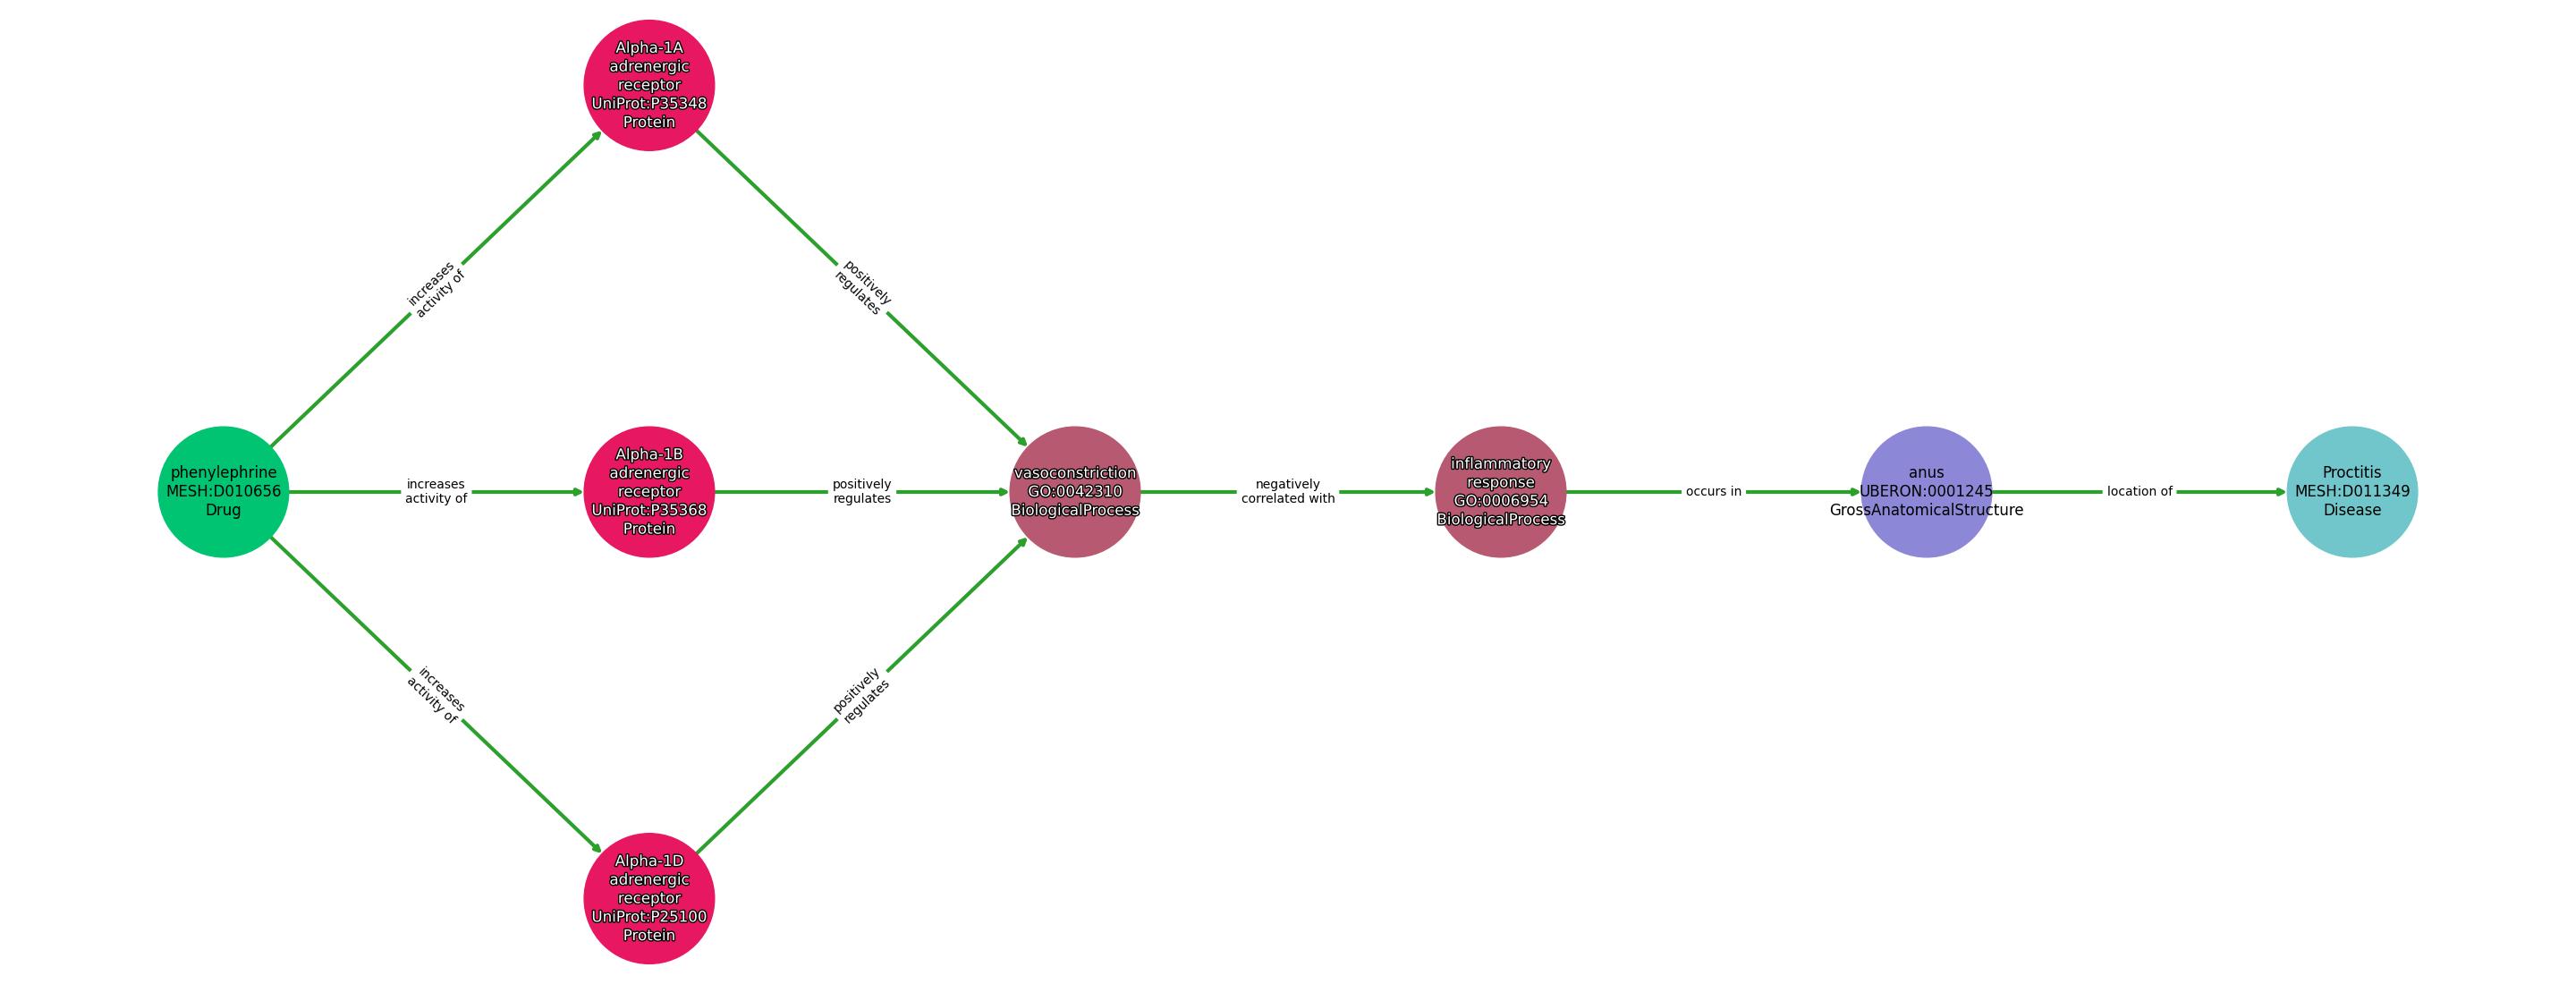 Alpha-1A
adrenergic
receptor
UniProt:P35348
Protein
increases
activity of
positively
regulates
phenylephrine
MESH:D010656
Drug
increases
activity of
Alpha-1B
adrenergic
receptor
UniProt:P35368
Protein
positively
regulates
vasoconstriction
GO:0042310
BiologicalProcess
negatively
correlated with
inflammatory
response
GO:0006954
BiologicalProcess
occurs in
anus
UBERON:0001245
GrossAnatomicalStructure
location of
Proctitis
MESH:D011349
Disease
increases
activity of
positively
regulates
Alpha-1D
adrenergic
receptor
UniProt:P25100
Protein